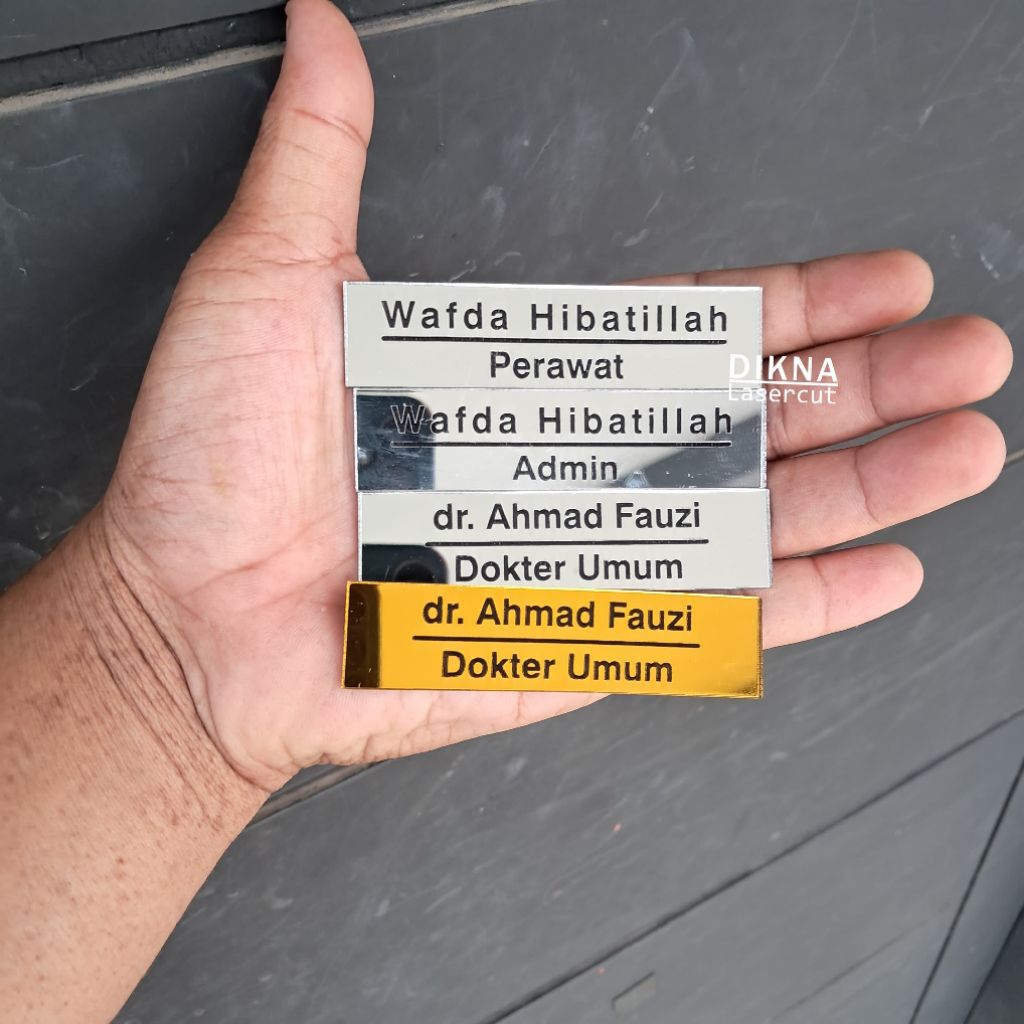 Wafda Hibatillah
Perawat
DIKNA
Lasercut
Wafda Hibatillah
Admin
dr. Ahmad Fauzi
Dokter Umum
dr. Ahmad Fauzi
Dokter Umum